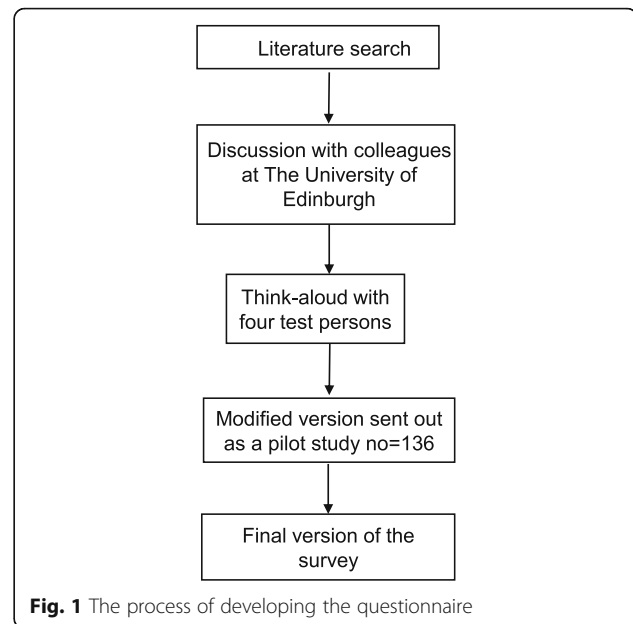 Literature search
Discussion with colleagues
at The University of
Edinburgh
Think-aloud with
four test persons
Modified version sent out
as a pilot study no=136
Final version of the
survey
Fig. 1 The process of developing the questionnaire